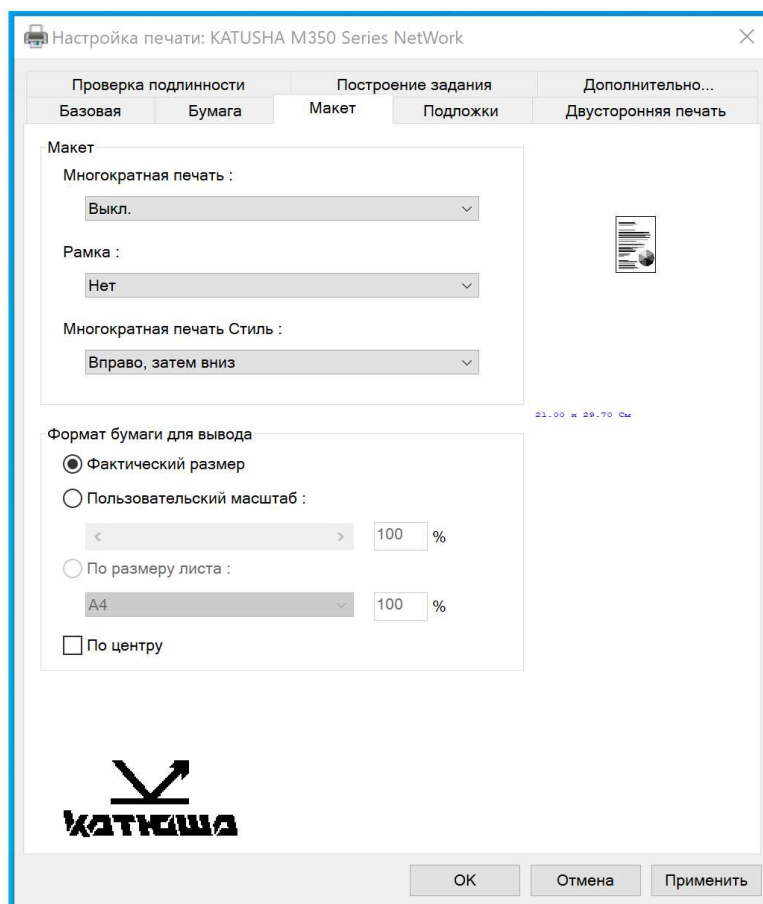 Настройка печати: KATUSHA M350 Series NetWork
Проверка подлинности Построение задания Дополнительно...
Базовая Бумага Макет Подложки Двусторонняя печать
Макет
Многократная печать :
Выкл.
Рамка :
Нет
Многократная печать Стиль :
Вправо, затем вниз
21.00 x 29.70 См
Формат бумаги для вывода
Фактический размер
Пользовательский масштаб :
100 %
По размеру листа :
A4 100 %
По центру
катюша
OK Отмена Применить